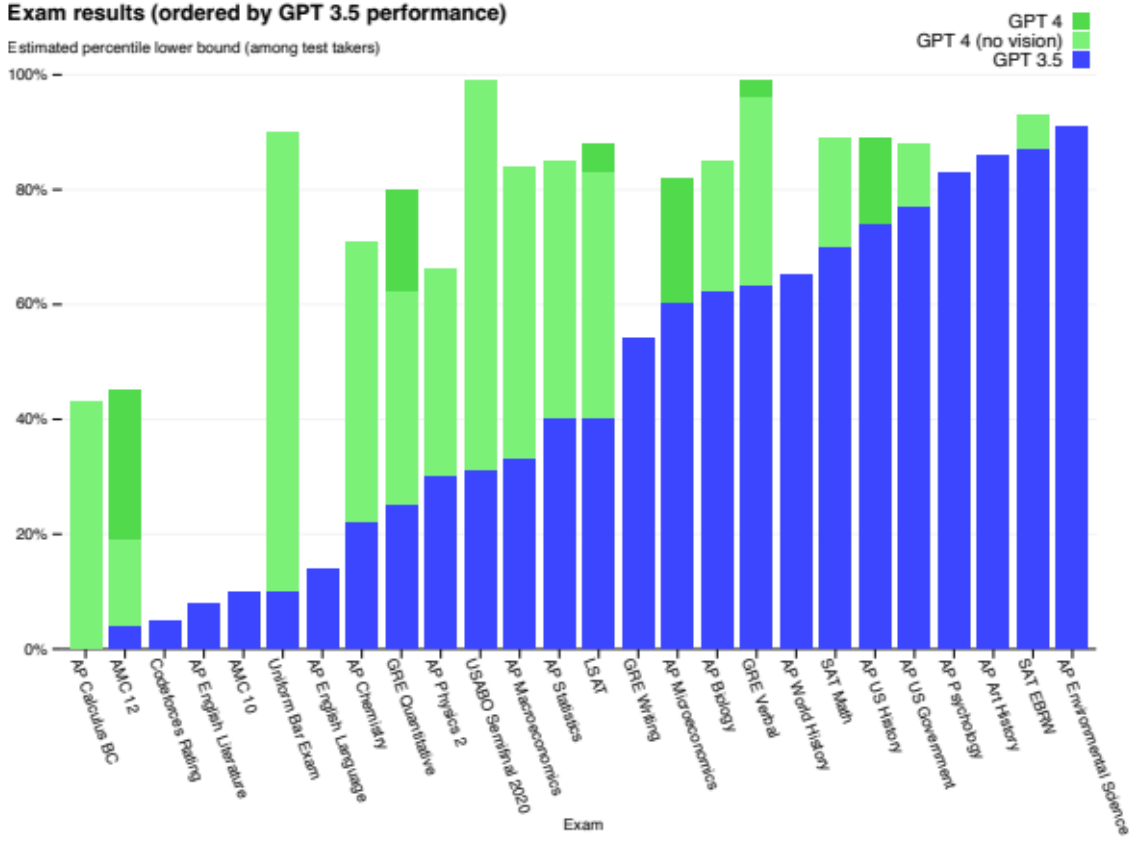 Exam results (ordered by GPT 3.5 performance)
Estimated percentile lower bound (among test takers)
GPT 4
GPT 4 (no vision)
GPT 3.5
100%
80%
60%
40%
20%
0%
AP Calculus BC
AMC 12
Codeforces Rating
AP English Literature
AMC 10
Uniform Bar Exam
AP English Language
AP Chemistry
GRE Quantitative
AP Physics 2
USABO Semifinal 2020
AP Macroeconomics
AP Statistics
LSAT
GRE Writing
AP Microeconomics
AP Biology
GRE Verbal
AP World History
SAT Math
AP US History
AP US Government
AP Psychology
AP Art History
SAT EBRW
AP Environmental Science
Exam